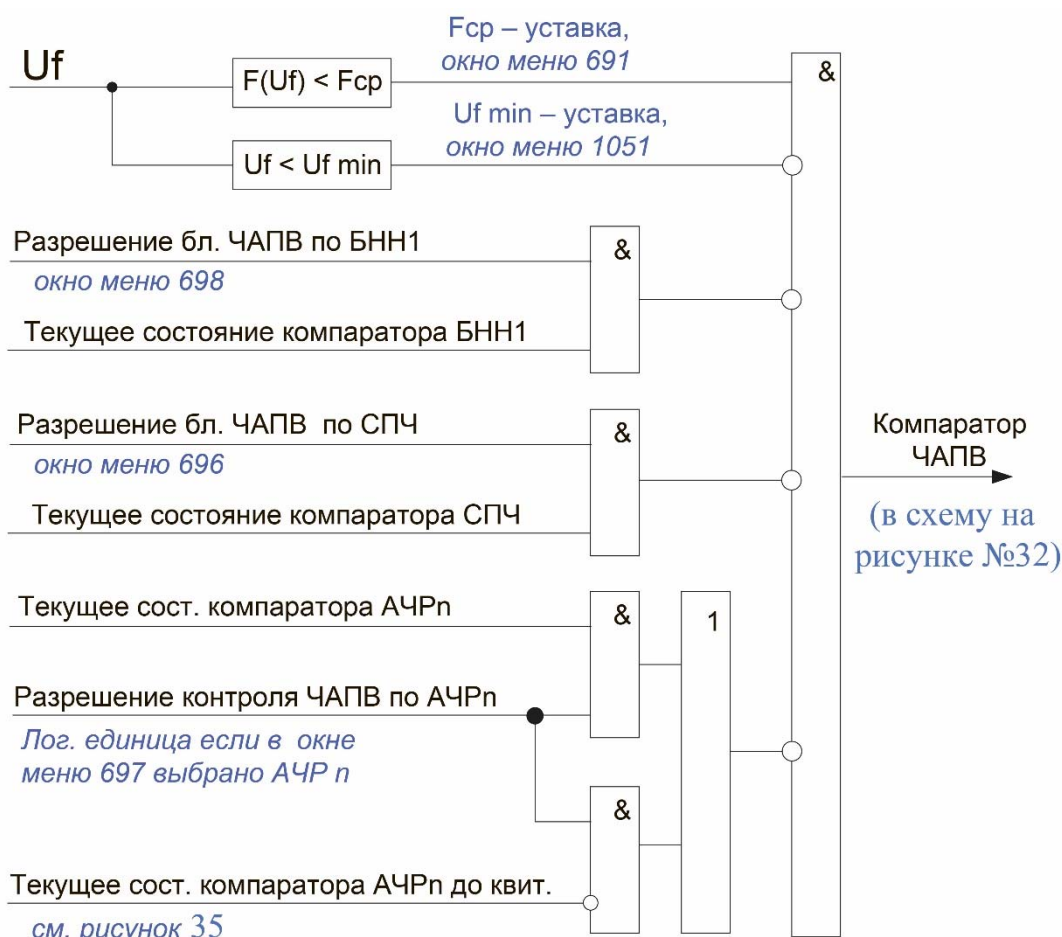 Fср – уставка,
окно меню 691
Uf
F(Uf) < Fср
&
Uf min – уставка,
окно меню 1051
Uf < Uf min
Разрешение бл. ЧАПВ по БНН1
&
окно меню 698
Текущее состояние компаратора БНН1
Разрешение бл. ЧАПВ по СПЧ
&
окно меню 696
Текущее состояние компаратора СПЧ
Компаратор
ЧАПВ
(в схему на
рисунке №32)
Текущее сост. компаратора АЧРn
&
1
Разрешение контроля ЧАПВ по АЧРn
Лог. единица если в окне
меню 697 выбрано АЧР n
&
Текущее сост. компаратора АЧРn до квит.
см. рисунок 35